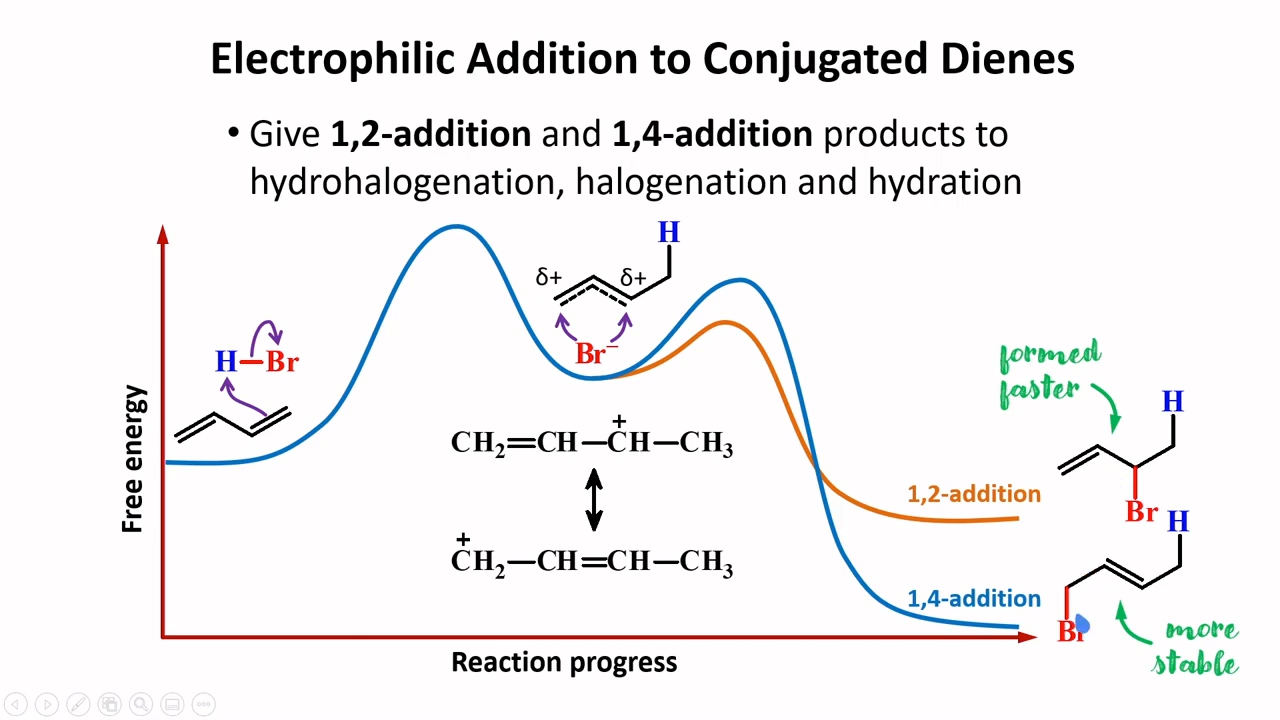 Electrophilic Addition to Conjugated Dienes
• Give 1,2-addition and 1,4-addition products to
hydrohalogenation, halogenation and hydration
Free energy
H—Br
δ+ δ+
H
Br⁻
CH₂=CH—C⁺H—CH₃
C⁺H₂—CH=CH—CH₃
formed
faster
H
Br
1,2-addition
H
Br
1,4-addition
more
stable
Reaction progress